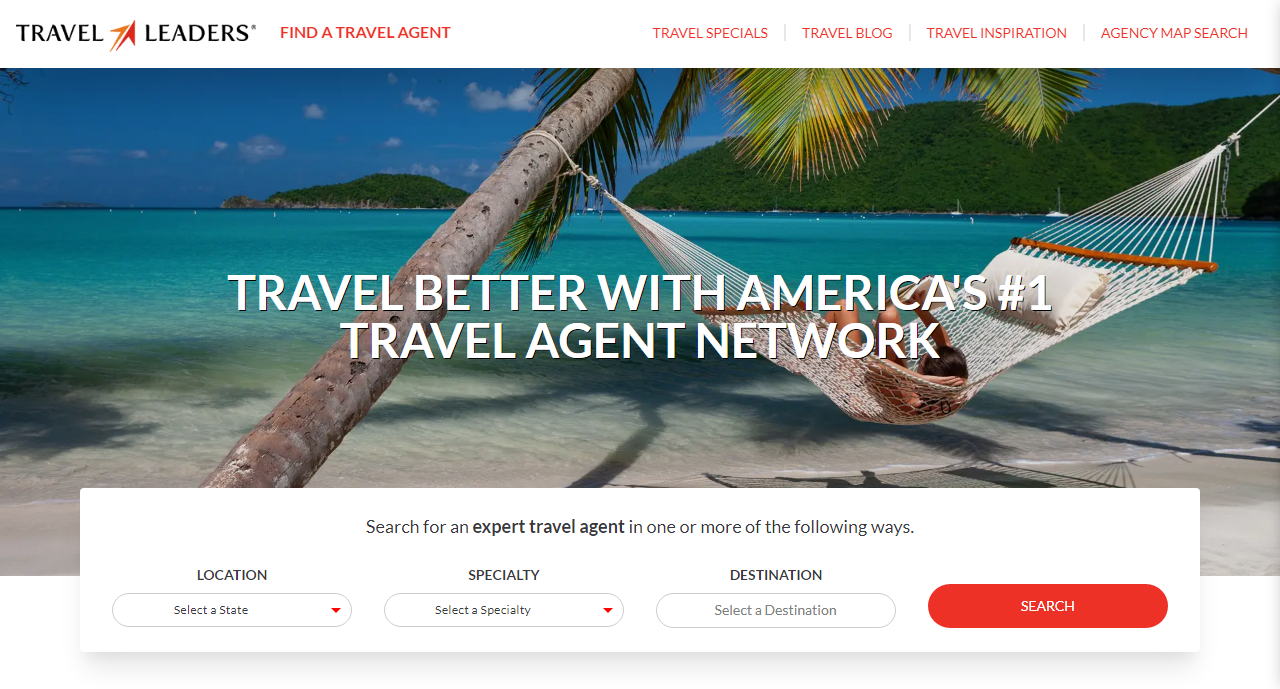 TRAVEL LEADERS®
FIND A TRAVEL AGENT
TRAVEL SPECIALS
TRAVEL BLOG
TRAVEL INSPIRATION
AGENCY MAP SEARCH
TRAVEL BETTER WITH AMERICA'S #1
TRAVEL AGENT NETWORK
Search for an expert travel agent in one or more of the following ways.
LOCATION
Select a State
SPECIALTY
Select a Specialty
DESTINATION
Select a Destination
SEARCH